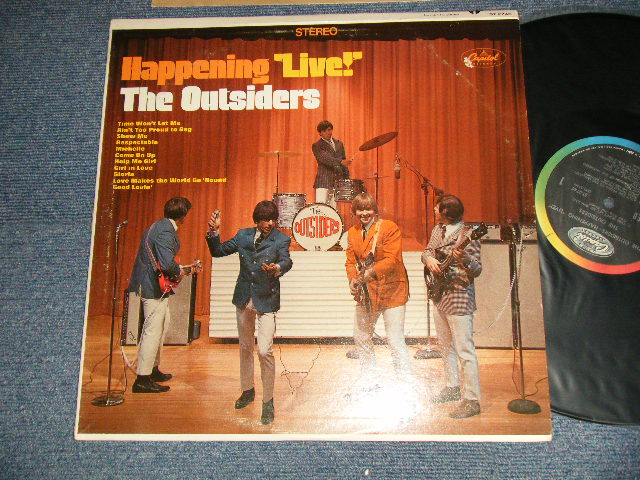 STEREO
Happening "Live!"
The Outsiders
Capitol
Time Won't Let Me
Ain't Too Proud to Beg
Show Me
Respectable
Michelle
Come On Up
Help Me Girl
Girl in Love
Gloria
Love Makes the World Go 'Round
Good Lovin'
The
OUTSIDERS